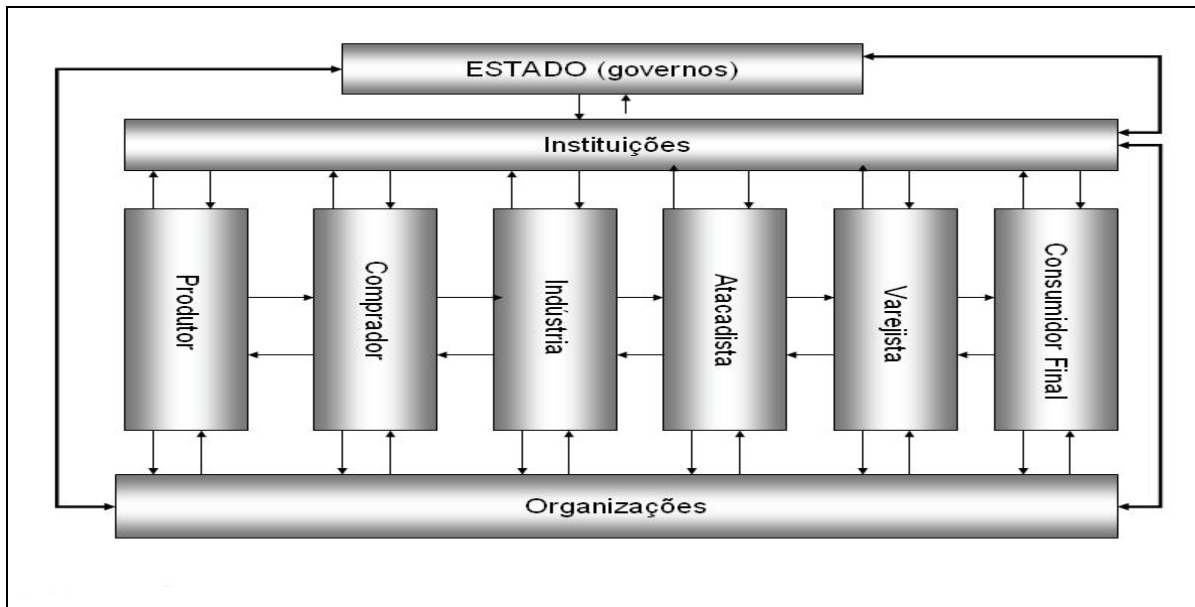 ESTADO (governos)
Instituições
Produtor
Comprador
Indústria
Atacadista
Varejista
Consumidor Final
Organizações